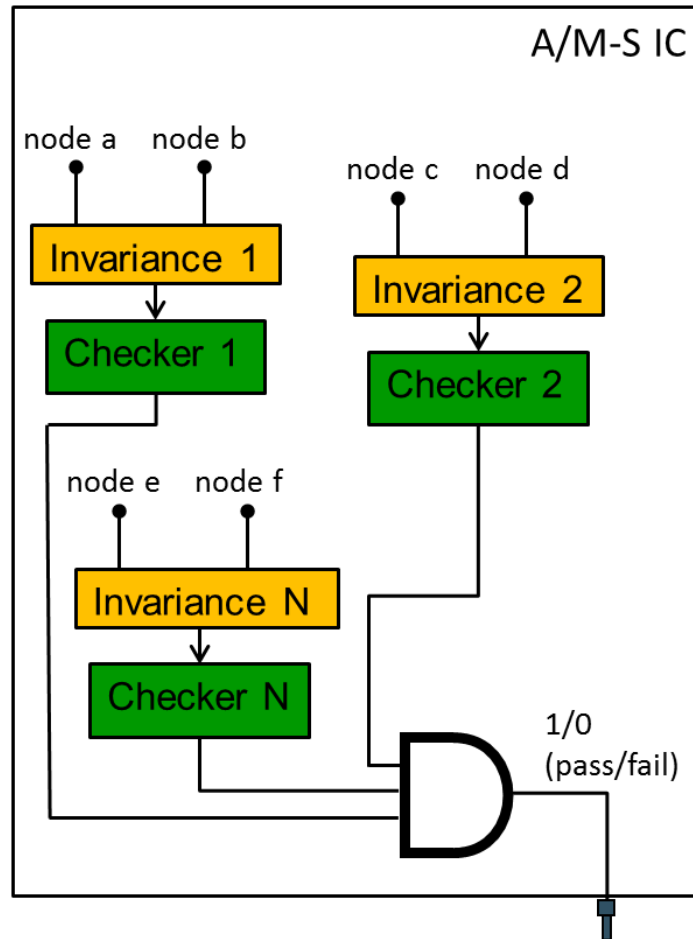 A/M-S IC
node a
node b
node c
node d
Invariance 1
Invariance 2
Checker 1
Checker 2
node e
node f
Invariance N
Checker N
1/0
(pass/fail)